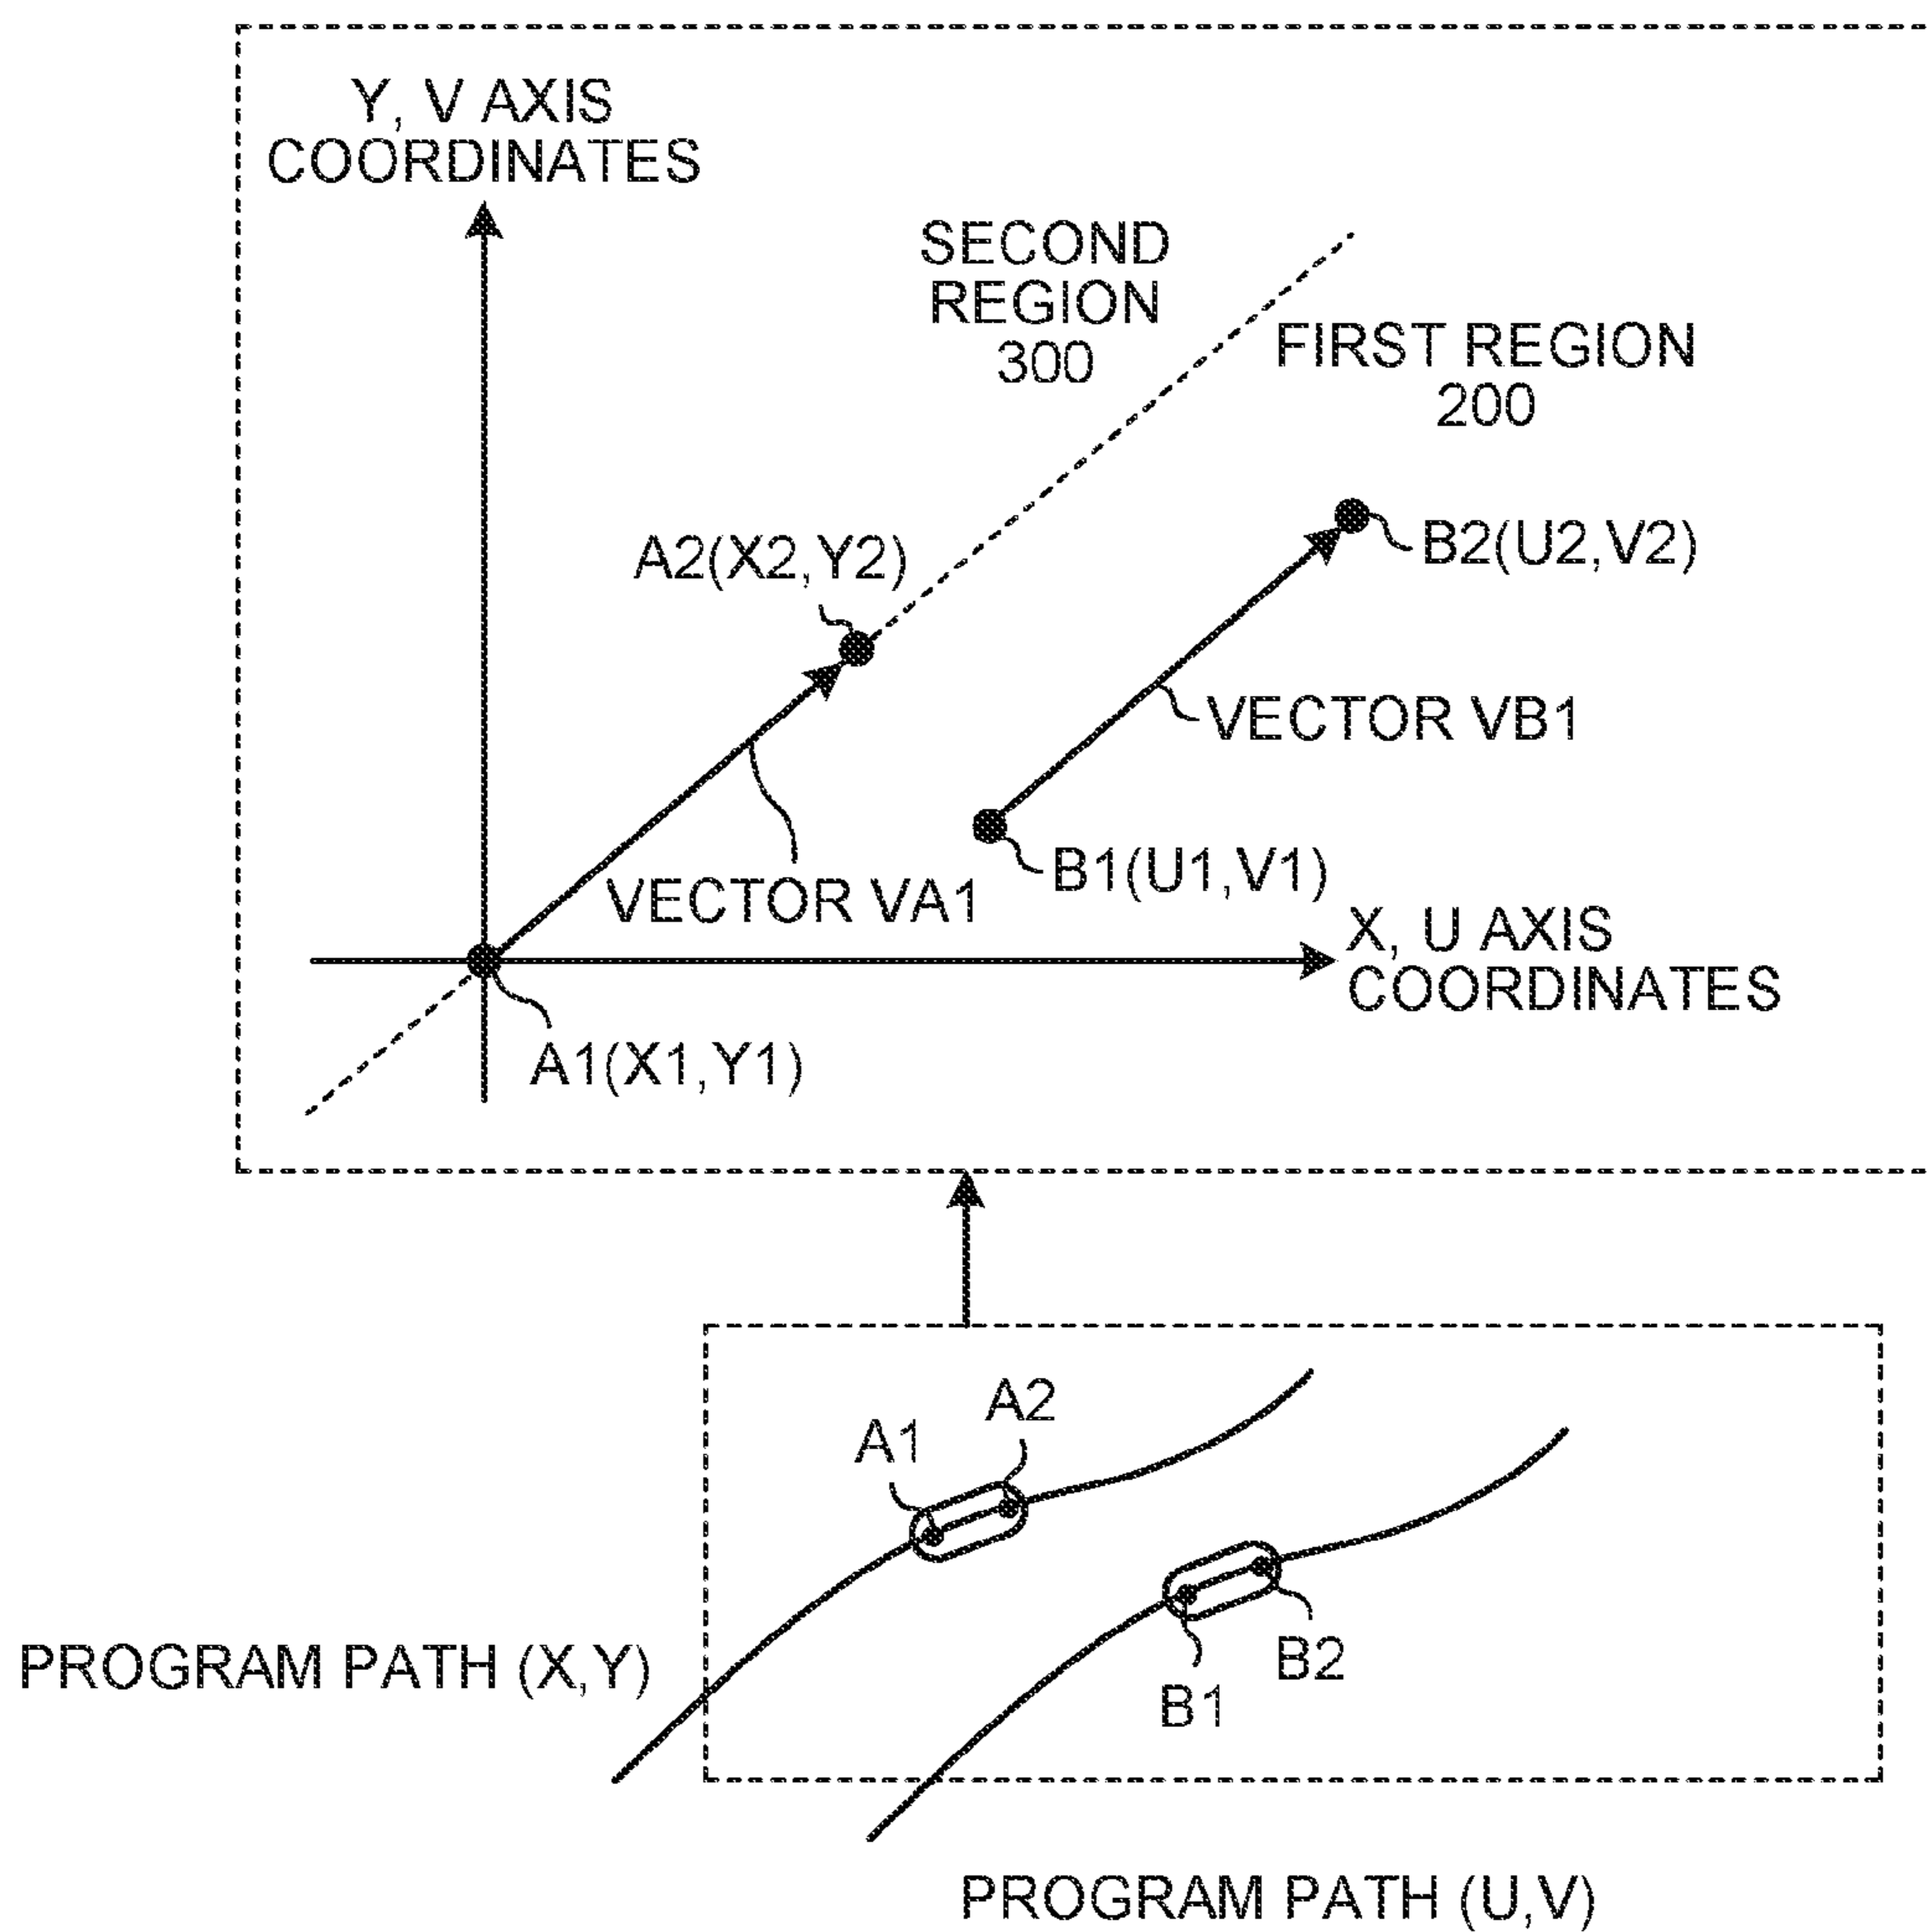 Y, V AXIS
COORDINATES
SECOND
REGION
300
FIRST REGION
200
A2(X2,Y2)
B2(U2,V2)
VECTOR VB1
B1(U1,V1)
VECTOR VA1
X, U AXIS
COORDINATES
A1(X1,Y1)
A2
A1
PROGRAM PATH (X,Y)
B2
B1
PROGRAM PATH (U,V)